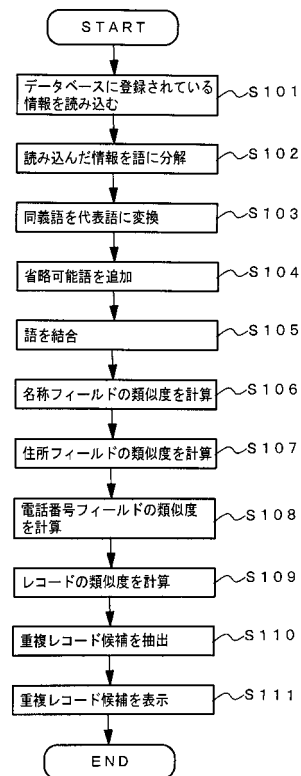 START
データベースに登録されている
情報を読み込む
S101
読み込んだ情報を語に分解
S102
同義語を代表語に変換
S103
省略可能語を追加
S104
語を結合
S105
名称フィールドの類似度を計算
S106
住所フィールドの類似度を計算
S107
電話番号フィールドの類似度
を計算
S108
レコードの類似度を計算
S109
重複レコード候補を抽出
S110
重複レコード候補を表示
S111
END